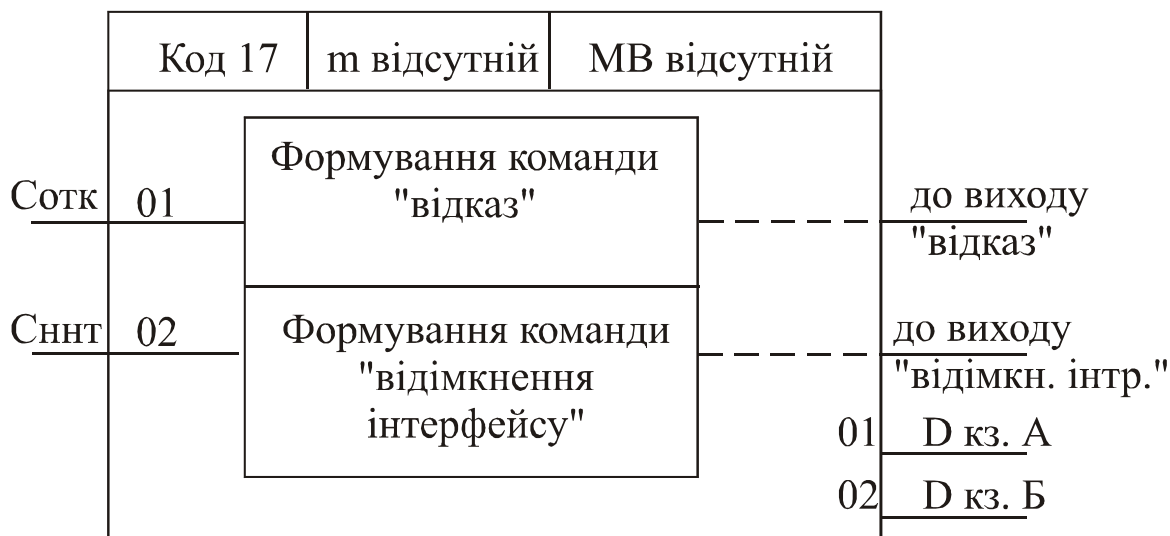 Код 17 m відсутній МВ відсутній
Формування команди
"відказ"
Сотк 01
до виходу
"відказ"
Сннт 02
Формування команди
"відімкнення
інтерфейсу"
до виходу
"відімкн. інтр."
01 D кз. А
02 D кз. Б